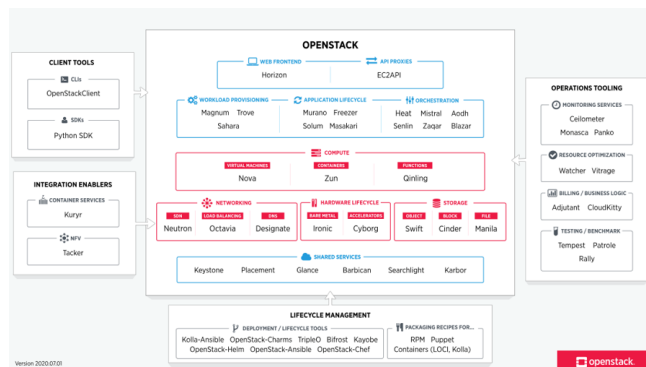 OPENSTACK
WEB FRONTEND
Horizon
API PROXIES
EC2API
WORKLOAD PROVISIONING
Magnum Trove
Sahara
APPLICATION LIFECYCLE
Murano Freezer
Solum Masakari
ORCHESTRATION
Heat Mistral Aodh
Senlin Zaqar Blazar
COMPUTE
VIRTUAL MACHINES
Nova
CONTAINERS
Zun
FUNCTIONS
Qinling
NETWORKING
SDN
Neutron
LOAD BALANCING
Octavia
DNS
Designate
HARDWARE LIFECYCLE
BARE METAL
Ironic
ACCELERATORS
Cyborg
STORAGE
OBJECT
Swift
BLOCK
Cinder
FILE
Manila
SHARED SERVICES
Keystone Placement Glance Barbican Searchlight Karbor
CLIENT TOOLS
CLIs
OpenStackClient
SDKs
Python SDK
INTEGRATION ENABLERS
CONTAINER SERVICES
Kuryr
NFV
Tacker
OPERATIONS TOOLING
MONITORING SERVICES
Ceilometer
Monasca Panko
RESOURCE OPTIMIZATION
Watcher Vitrage
BILLING / BUSINESS LOGIC
Adjutant CloudKitty
TESTING / BENCHMARK
Tempest Patrole
Rally
LIFECYCLE MANAGEMENT
DEPLOYMENT / LIFECYCLE TOOLS
Kolla-Ansible OpenStack-Charms TripleO Bifrost Kayobe
OpenStack-Helm OpenStack-Ansible OpenStack-Chef
PACKAGING RECIPES FOR...
RPM Puppet
Containers (LOCI, Kolla)
Version 2020.07.01
openstack.